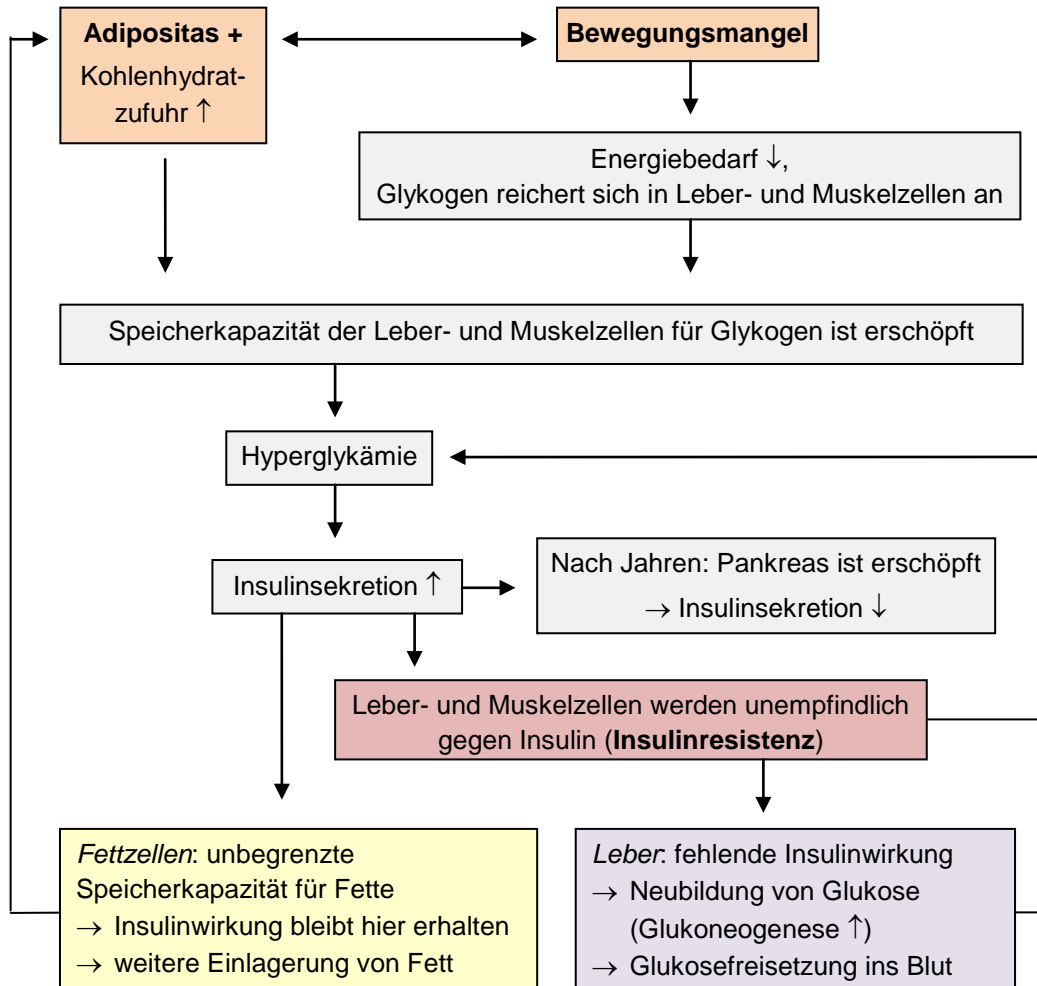 Adipositas +
Kohlenhydrat-
zufuhr ↑
Bewegungsmangel
Energiebedarf ↓,
Glykogen reichert sich in Leber- und Muskelzellen an
Speicherkapazität der Leber- und Muskelzellen für Glykogen ist erschöpft
Hyperglykämie
Insulinsekretion ↑
Nach Jahren: Pankreas ist erschöpft
→ Insulinsekretion ↓
Leber- und Muskelzellen werden unempfindlich
gegen Insulin (Insulinresistenz)
Fettzellen: unbegrenzte
Speicherkapazität für Fette
→ Insulinwirkung bleibt hier erhalten
→ weitere Einlagerung von Fett
Leber: fehlende Insulinwirkung
→ Neubildung von Glukose
(Glukoneogenese ↑)
→ Glukosefreisetzung ins Blut